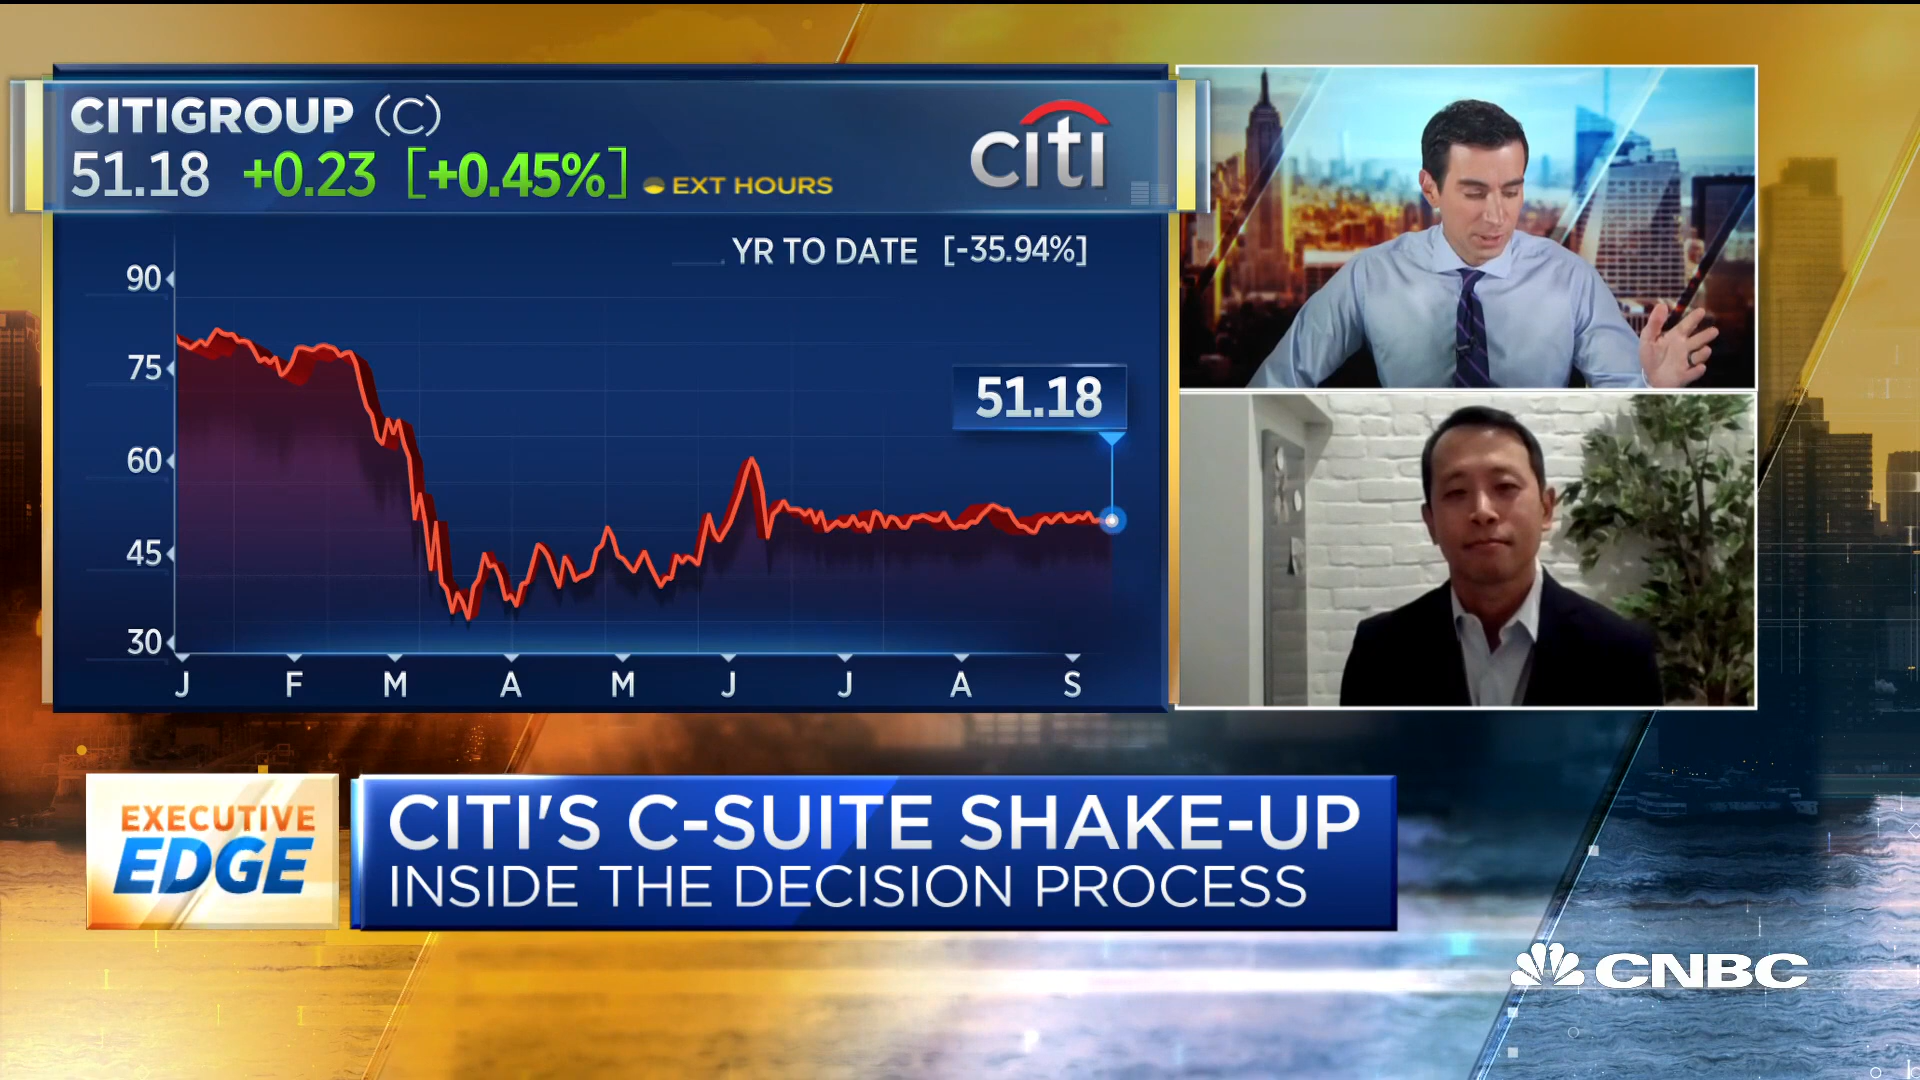 CITIGROUP (C)
51.18 +0.23 [+0.45%] EXT HOURS
citi
YR TO DATE [-35.94%]
90
75
60
45
30
51.18
J F M A M J J A S
EXECUTIVE
EDGE
CITI'S C-SUITE SHAKE-UP
INSIDE THE DECISION PROCESS
CNBC